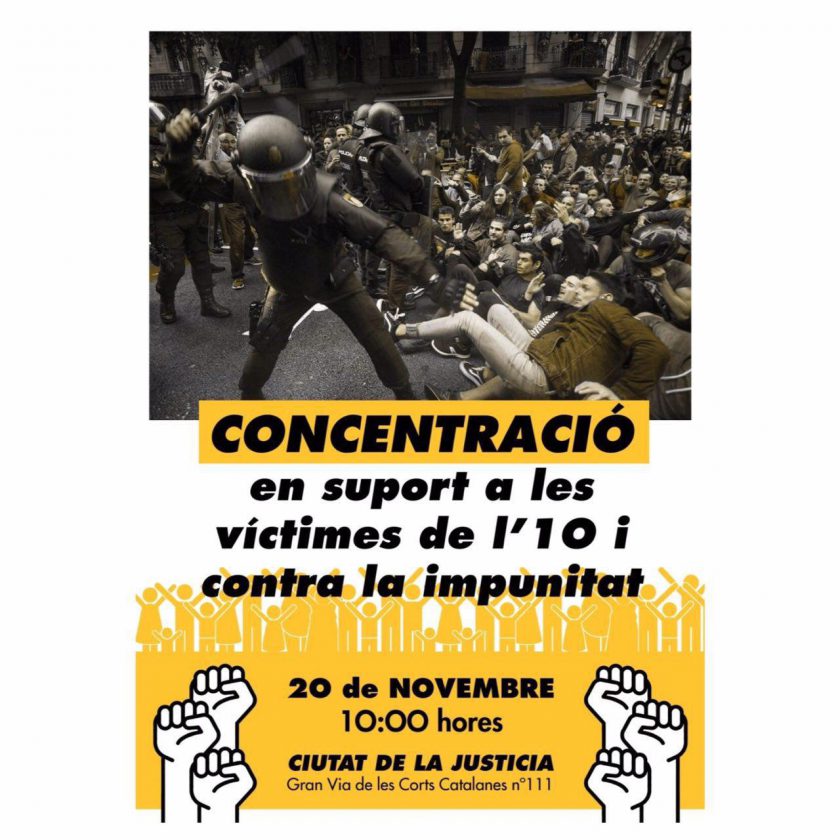 CONCENTRACIÓ
en suport a les
víctimes de l'1O i
contra la impunitat
20 de NOVEMBRE
10:00 hores
CIUTAT DE LA JUSTICIA
Gran Via de les Corts Catalanes nº111